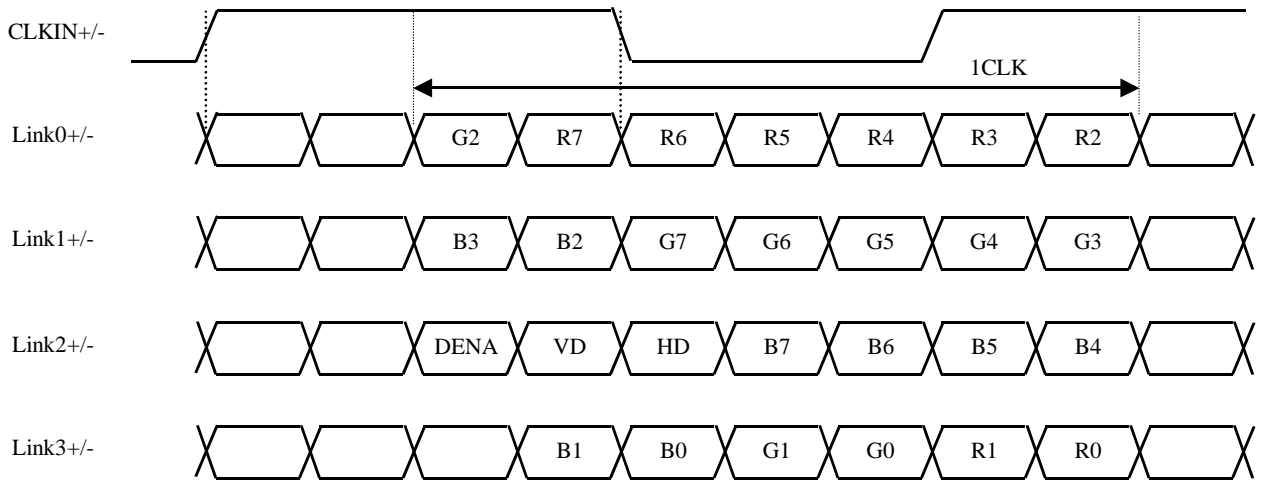 CLKIN+/-
1CLK
Link0+/- G2 R7 R6 R5 R4 R3 R2
Link1+/- B3 B2 G7 G6 G5 G4 G3
Link2+/- DENA VD HD B7 B6 B5 B4
Link3+/- B1 B0 G1 G0 R1 R0